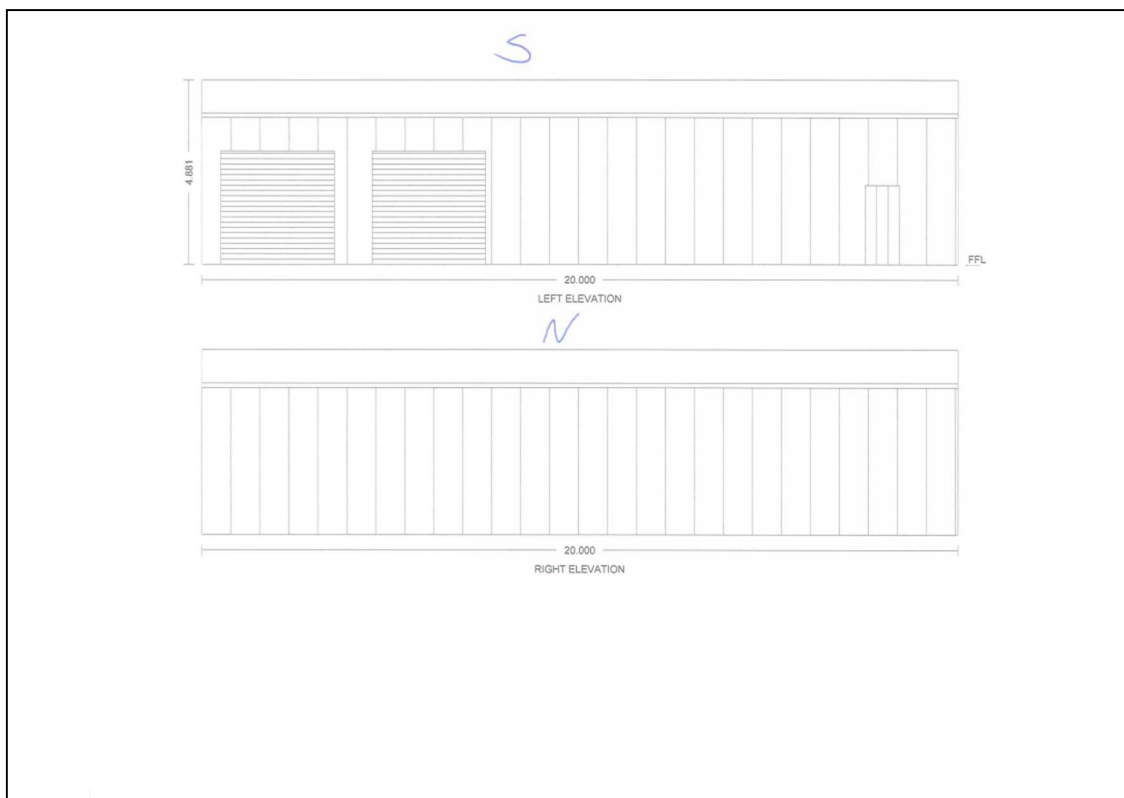 S
4.881
FFL
20.000
LEFT ELEVATION
N
20.000
RIGHT ELEVATION